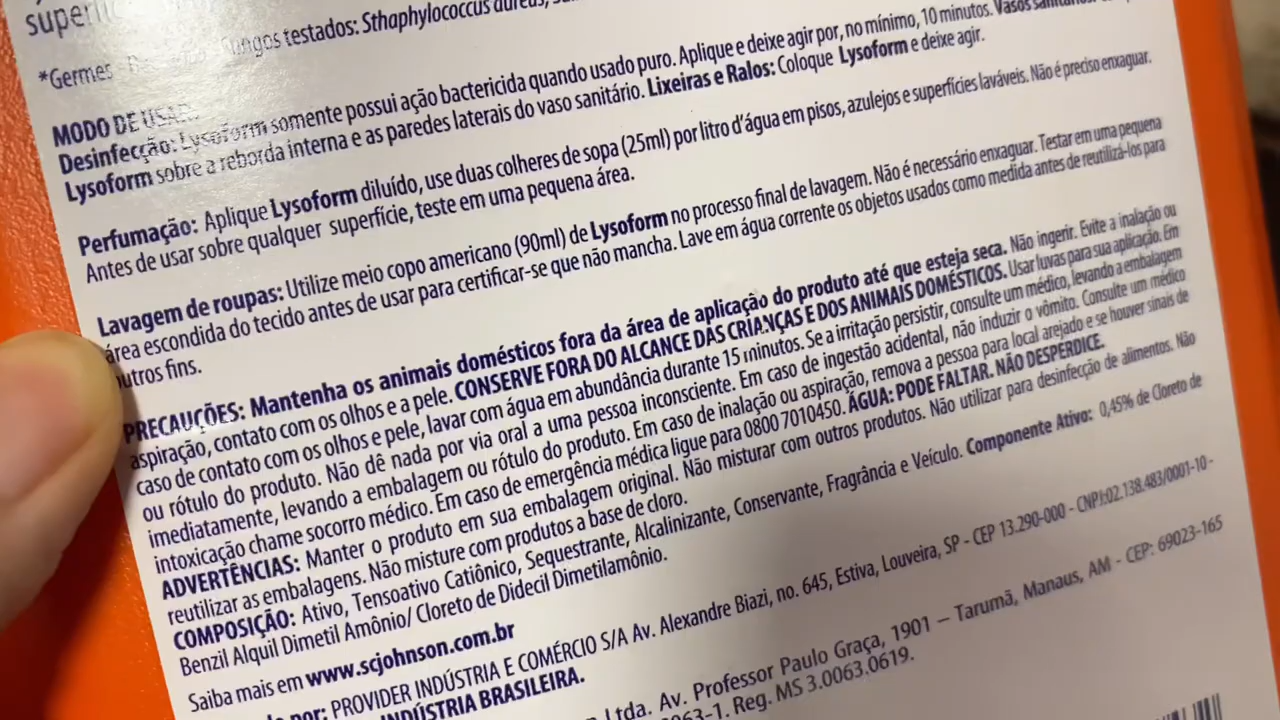 *Germes
ungos testados: Sthaphylococcus aureus,
MODO DE USAR
Desinfecção: Lysoform somente possui ação bactericida quando usado puro. Aplique e deixe agir por, no mínimo, 10 minutos. Vasos sanitários:
Lysoform sobre a reborda interna e as paredes laterais do vaso sanitário. Lixeiras e Ralos: Coloque Lysoform e deixe agir.
Perfumação: Aplique Lysoform diluído, use duas colheres de sopa (25ml) por litro d'água em pisos, azulejos e superfícies laváveis. Não é preciso enxaguar.
Antes de usar sobre qualquer superfície, teste em uma pequena área.
Lavagem de roupas: Utilize meio copo americano (90ml) de Lysoform no processo final de lavagem. Não é necessário enxaguar. Testar em uma pequena
área escondida do tecido antes de usar para certificar-se que não mancha. Lave em água corrente os objetos usados como medida antes de reutilizá-los para
outros fins.
PRECAUÇÕES: Mantenha os animais domésticos fora da área de aplicação do produto até que esteja seca. Não ingerir. Evite a inalação ou
aspiração, contato com os olhos e a pele. CONSERVE FORA DO ALCANCE DAS CRIANÇAS E DOS ANIMAIS DOMÉSTICOS. Usar luvas para sua aplicação. Em
caso de contato com os olhos e pele, lavar com água em abundância durante 15 minutos. Se a irritação persistir, consulte um médico, levando a embalagem
ou rótulo do produto. Não dê nada por via oral a uma pessoa inconsciente. Em caso de ingestão acidental, não induzir o vômito. Consulte um médico
imediatamente, levando a embalagem ou rótulo do produto. Em caso de inalação ou aspiração, remova a pessoa para local arejado e se houver sinais de
intoxicação chame socorro médico. Em caso de emergência médica ligue para 0800 7010450. ÁGUA: PODE FALTAR. NÃO DESPERDICE.
ADVERTÊNCIAS: Manter o produto em sua embalagem original. Não misturar com outros produtos. Não utilizar para desinfecção de alimentos. Não
reutilizar as embalagens. Não misture com produtos a base de cloro.
COMPOSIÇÃO: Ativo, Tensoativo Catiônico, Sequestrante, Alcalinizante, Conservante, Fragrância e Veículo. Componente Ativo: 0,45% de Cloreto de
Benzil Alquil Dimetil Amônio/ Cloreto de Didecil Dimetilamônio.
Saiba mais em www.scjohnson.com.br
por: PROVIDER INDÚSTRIA E COMÉRCIO S/A Av. Alexandre Biazi, no. 645, Estiva, Louveira, SP - CEP 13.290-000 - CNPJ:02.138.483/0001-10 -
INDÚSTRIA BRASILEIRA.
Ltda. Av. Professor Paulo Graça, 1901 – Tarumã, Manaus, AM - CEP: 69023-165
063-1. Reg. MS 3.0063.0619.